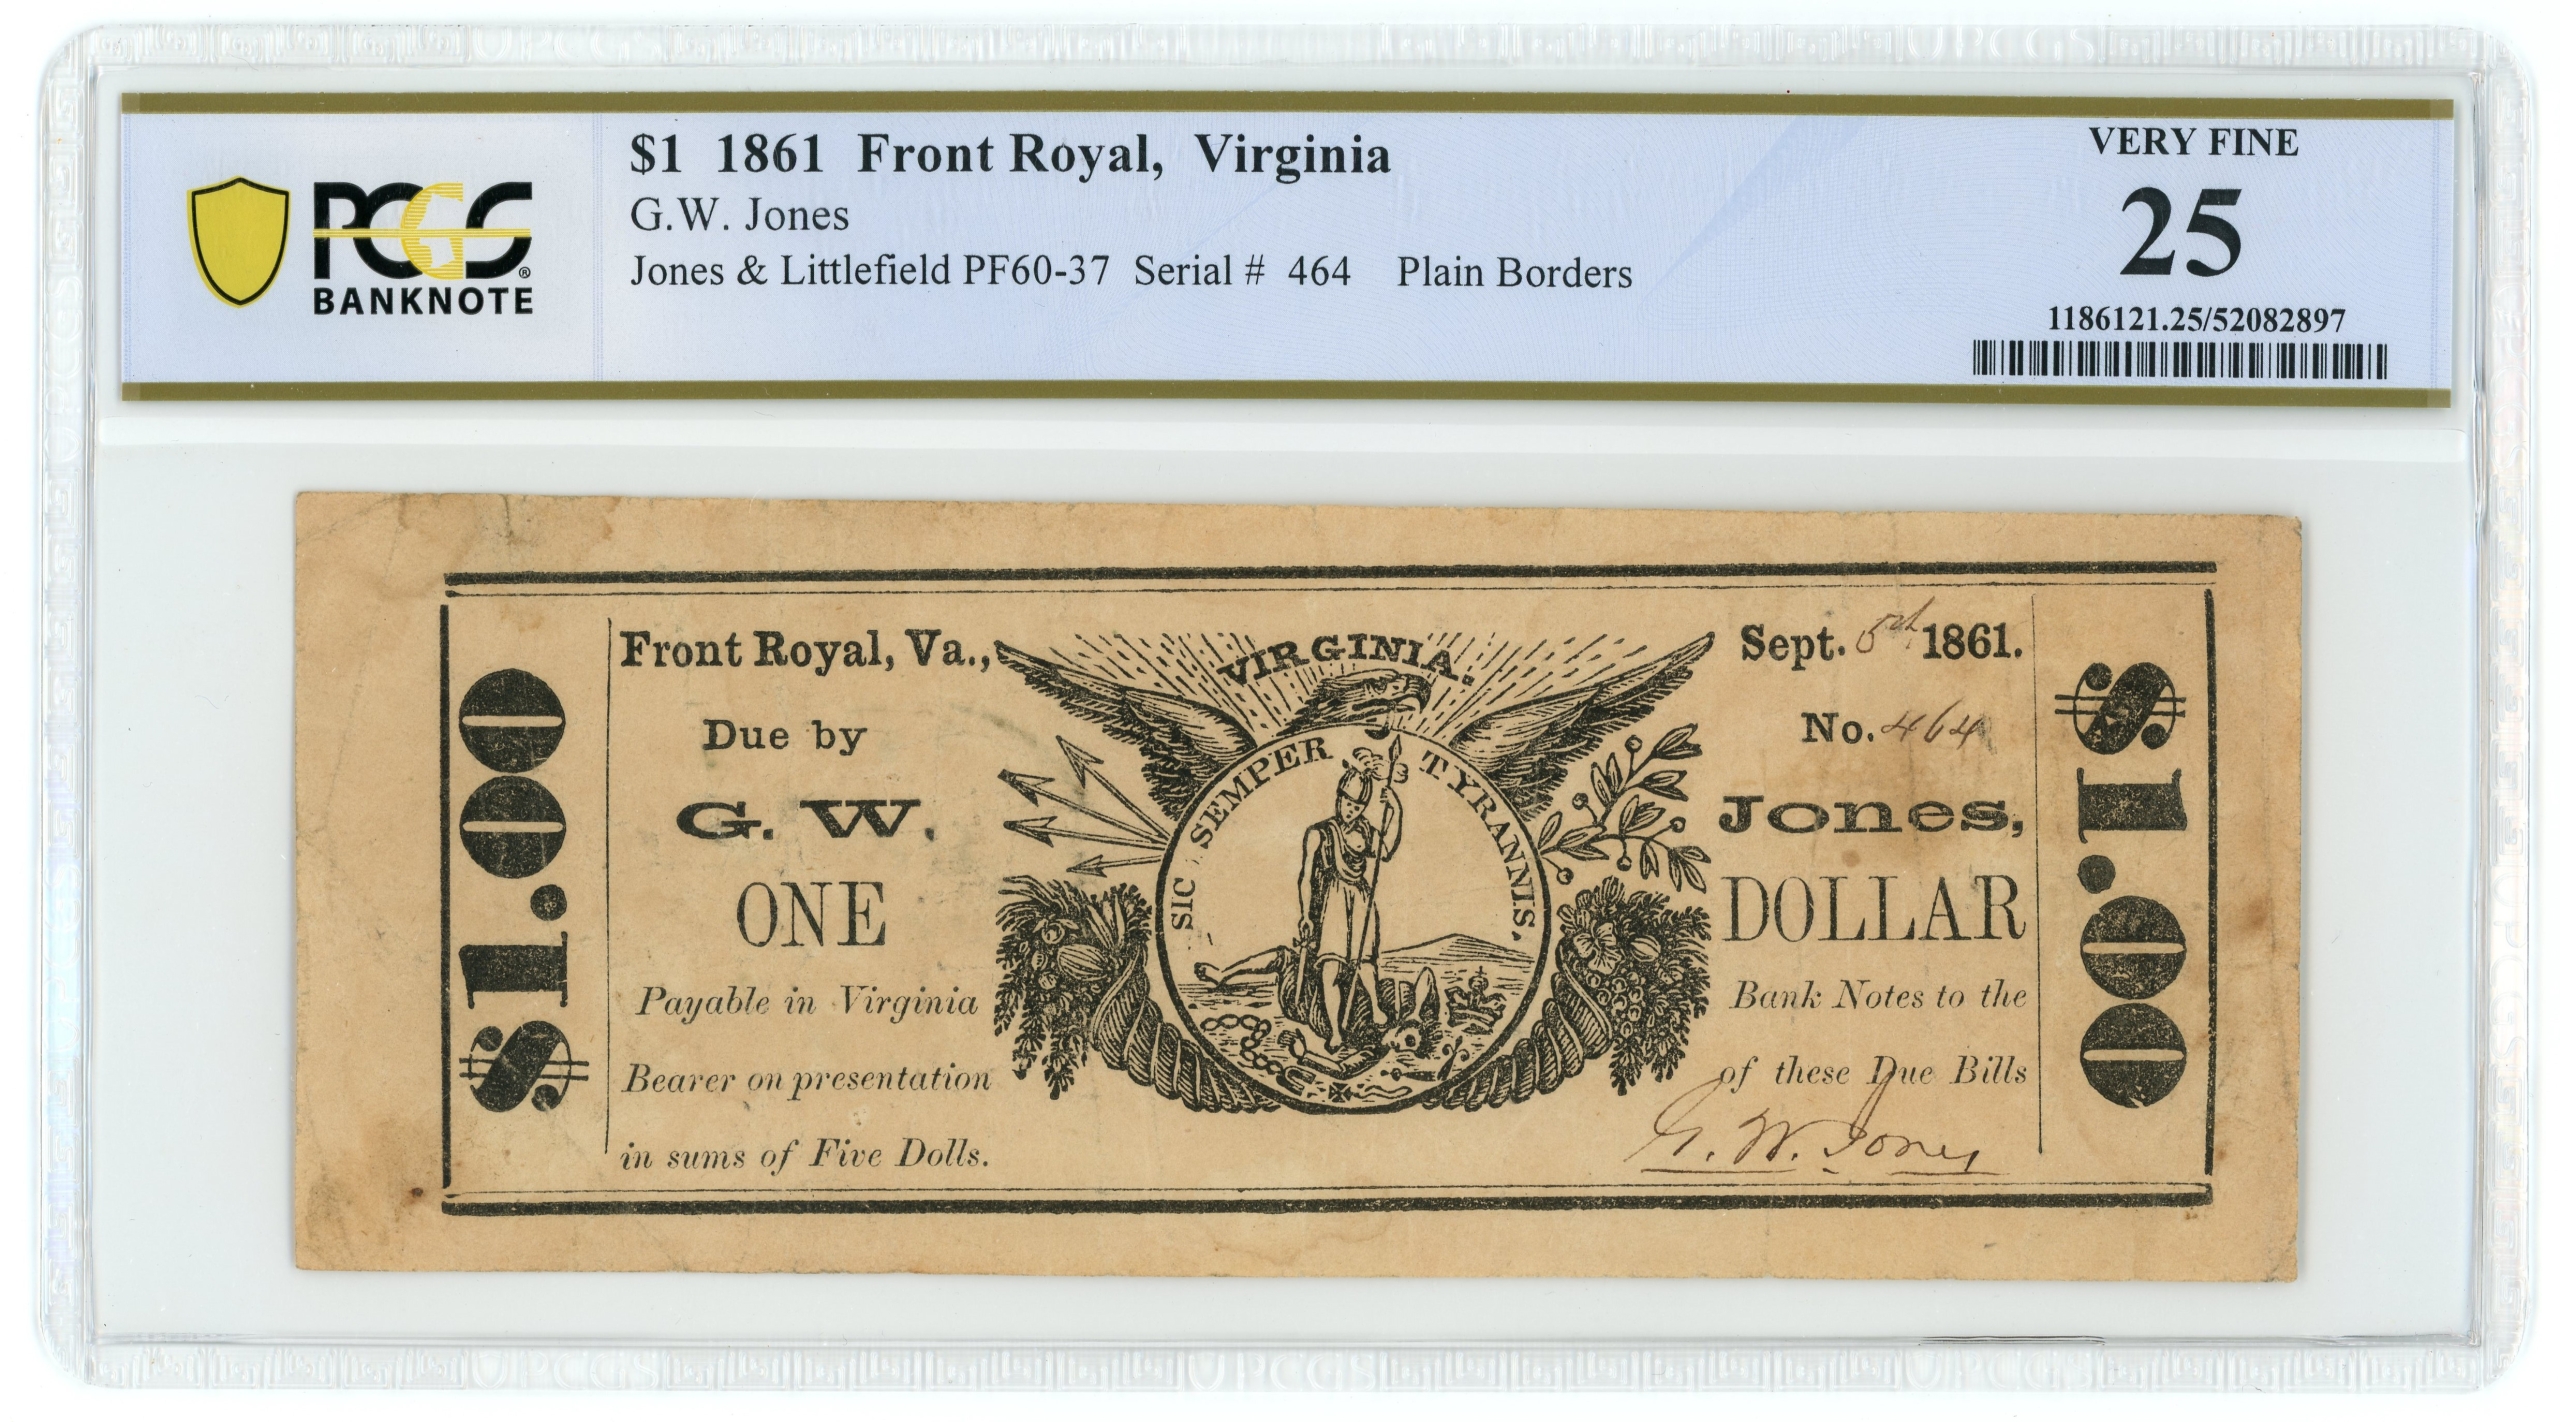 PCGS
BANKNOTE
$1 1861 Front Royal, Virginia
G.W. Jones
Jones & Littlefield PF60-37 Serial # 464 Plain Borders
VERY FINE
25
1186121.25/52082897
$1.00
Front Royal, Va.,
VIRGINIA.
Sept. 5th 1861.
Due by
No. 464
G. W. Jones,
SIC SEMPER TYRANNIS.
ONE DOLLAR
Payable in Virginia Bank Notes to the
Bearer on presentation of these Due Bills
in sums of Five Dolls.
G. W. Jones
$1.00